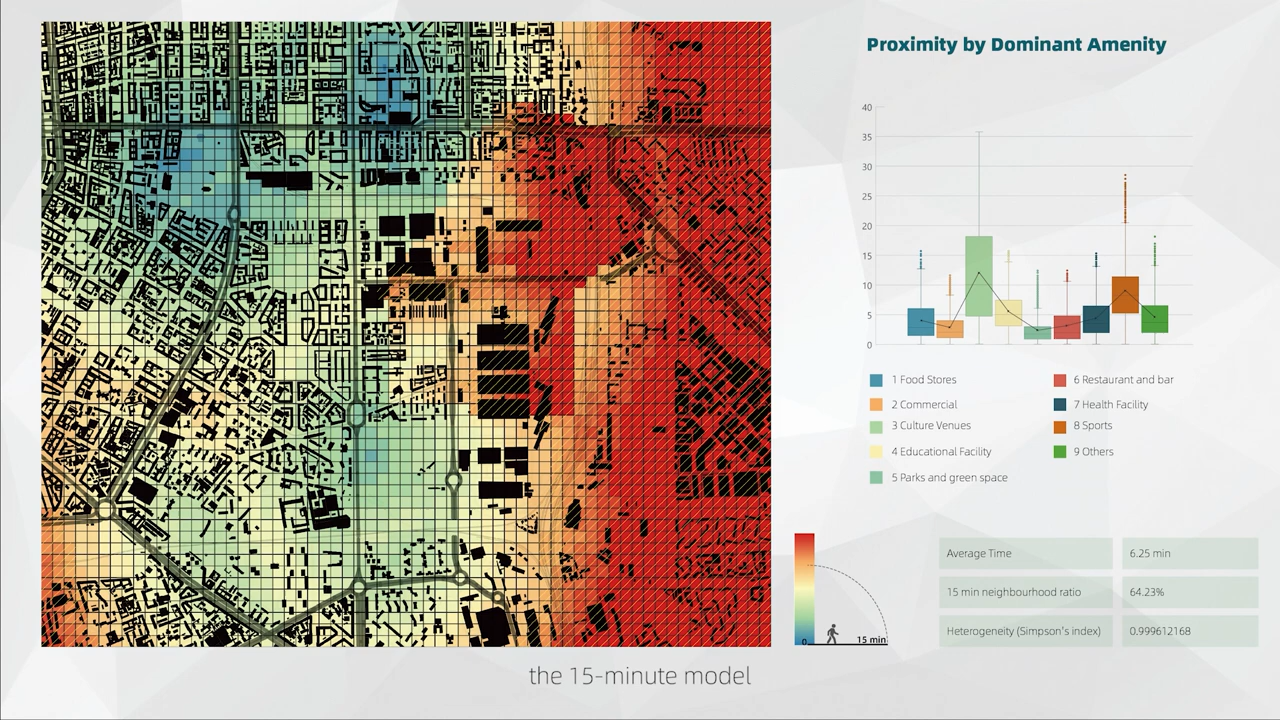 Proximity by Dominant Amenity
40
35
30
25
20
15
10
5
0
1 Food Stores
2 Commercial
3 Culture Venues
4 Educational Facility
5 Parks and green space
6 Restaurant and bar
7 Health Facility
8 Sports
9 Others
0
15 min
Average Time 6.25 min
15 min neighbourhood ratio 64.23%
Heterogeneity (Simpson's index) 0.999612168
the 15-minute model